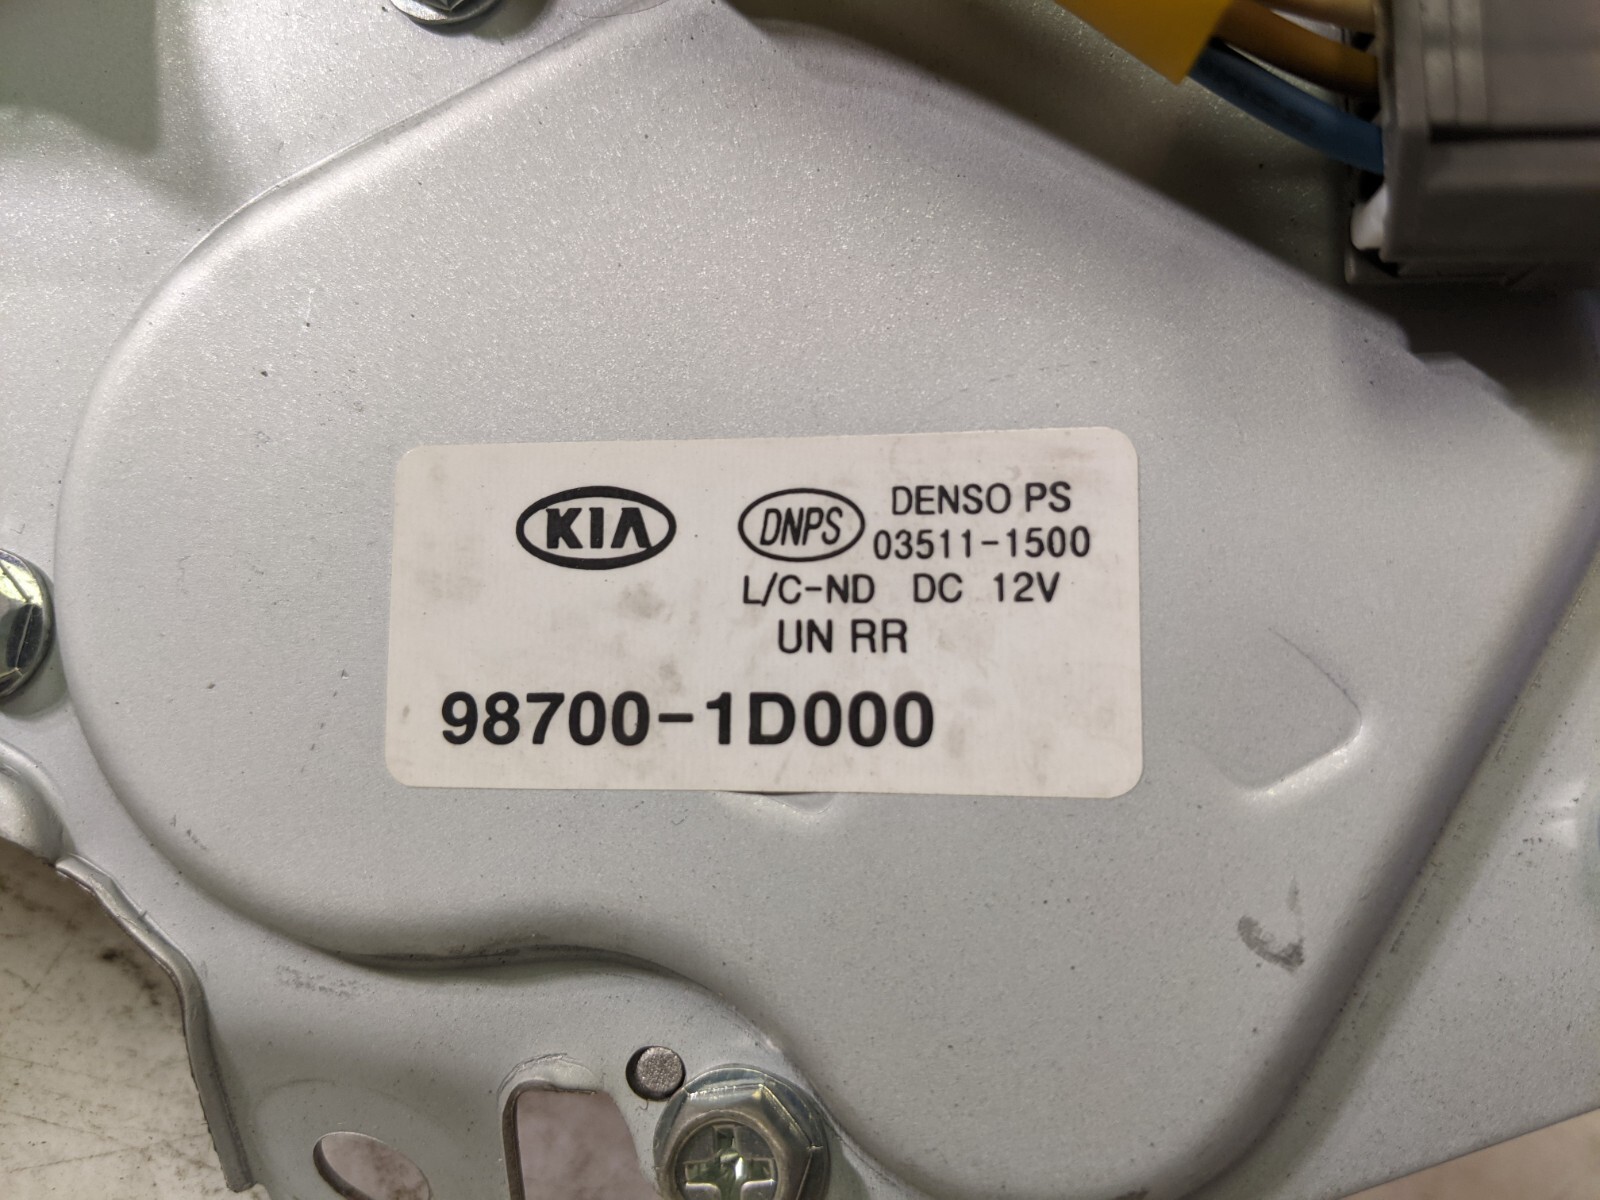 KIA
DNPS
DENSO PS
03511-1500
L/C-ND DC 12V
UN RR
98700-1D000